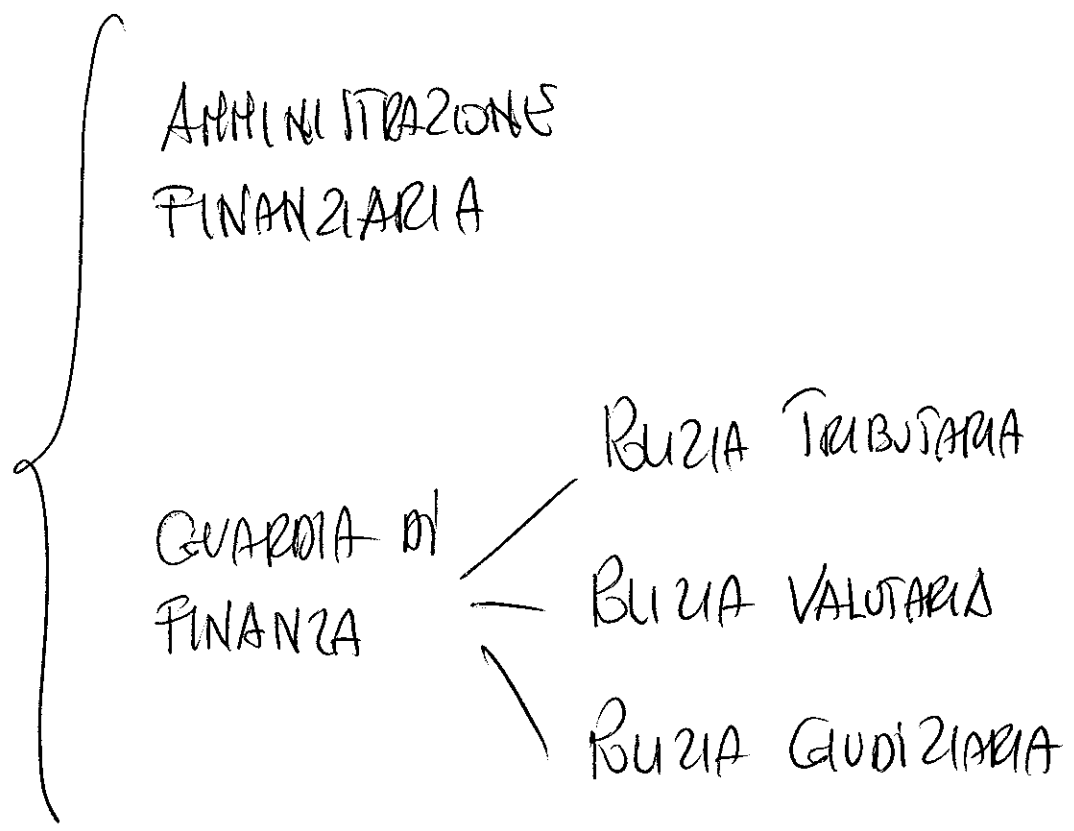 AMMINISTRAZIONE
FINANZIARIA
GUARDIA DI
FINANZA
POLIZIA TRIBUTARIA
POLIZIA VALUTARIA
POLIZIA GIUDIZIARIA